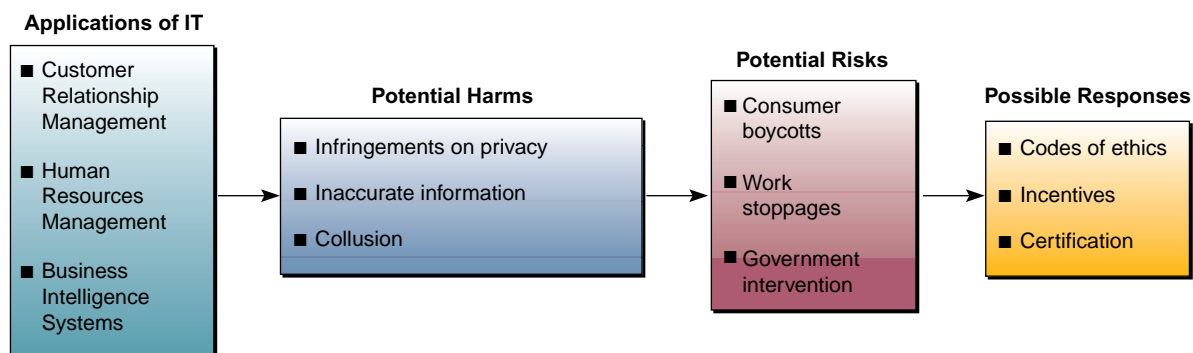 Applications of IT
■ Customer
Relationship
Management
■ Human
Resources
Management
■ Business
Intelligence
Systems
Potential Harms
■ Infringements on privacy
■ Inaccurate information
■ Collusion
Potential Risks
■ Consumer
boycotts
■ Work
stoppages
■ Government
intervention
Possible Responses
■ Codes of ethics
■ Incentives
■ Certification